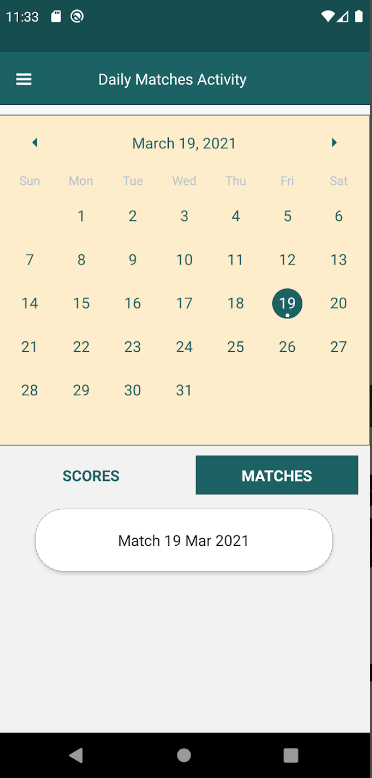 11:33
Daily Matches Activity
March 19, 2021
Sun Mon Tue Wed Thu Fri Sat
1 2 3 4 5 6
7 8 9 10 11 12 13
14 15 16 17 18 19 20
21 22 23 24 25 26 27
28 29 30 31
SCORES MATCHES
Match 19 Mar 2021